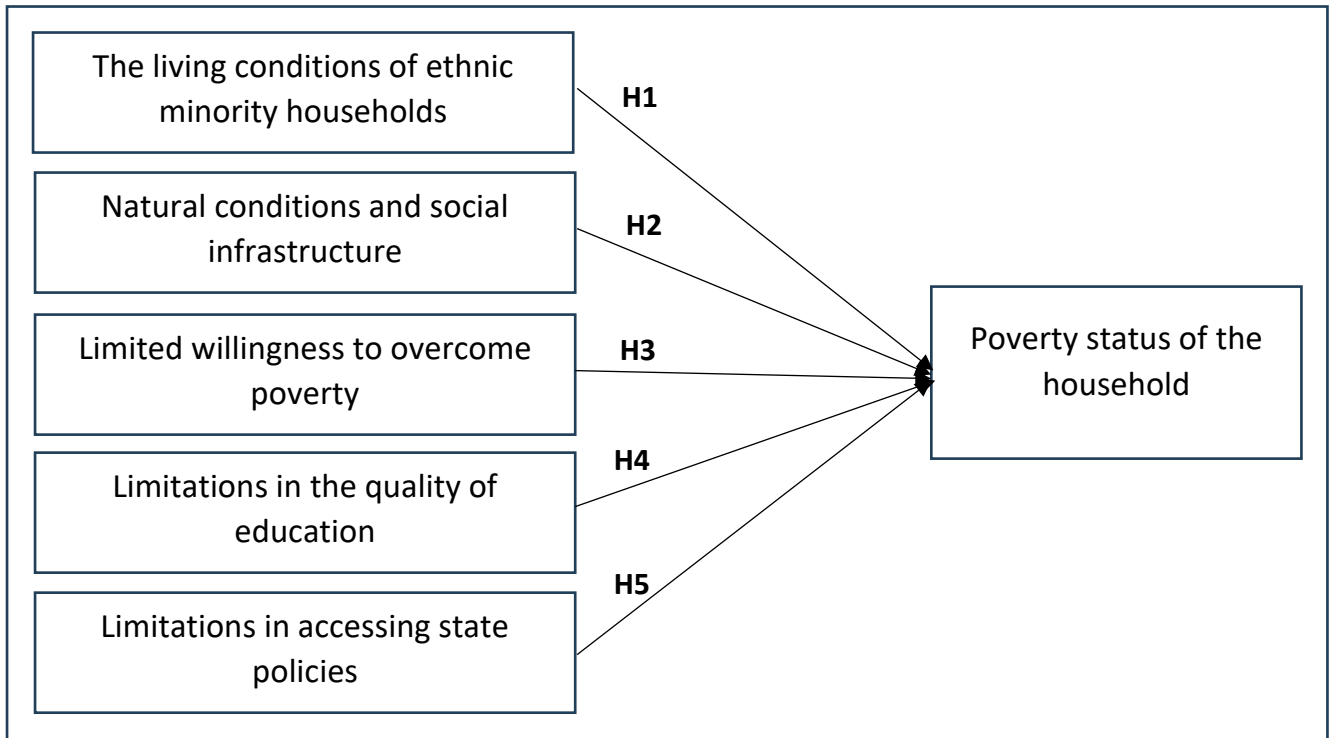 The living conditions of ethnic
minority households
H1
Natural conditions and social
infrastructure
H2
Limited willingness to overcome
poverty
H3
Limitations in the quality of
education
H4
Limitations in accessing state
policies
H5
Poverty status of the
household